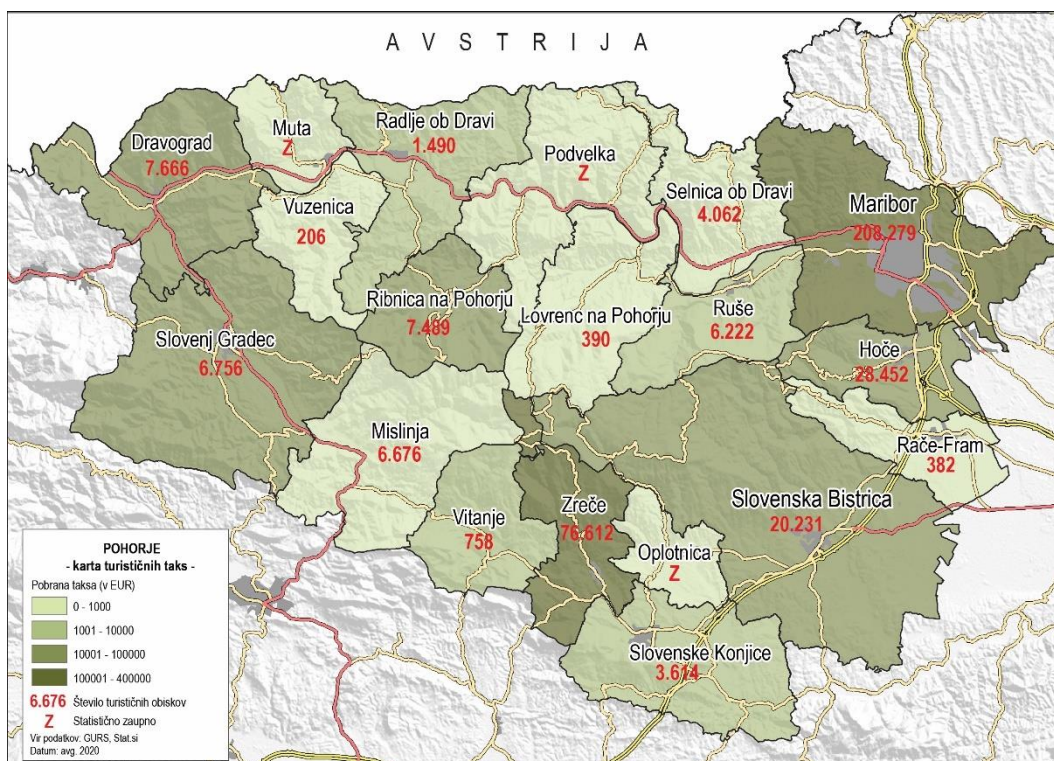 AVSTRIJA
Dravograd
7.666
Muta
Z
Radlje ob Dravi
1.490
Podvelka
Z
Selnica ob Dravi
4.062
Maribor
208.279
Vuzenica
206
Ribnica na Pohorju
7.489
Lovrenc na Pohorju
390
Ruše
6.222
Slovenj Gradec
6.756
Hoče
28.452
Mislinja
6.676
Rače-Fram
382
Vitanje
758
Zreče
76.612
Slovenska Bistrica
20.231
Oplotnica
Z
Slovenske Konjice
3.614
POHORJE
- karta turističnih taks -
Pobrana taksa (v EUR)
0 - 1000
1001 - 10000
10001 - 100000
100001 - 400000
6.676 Število turističnih obiskov
Z Statistično zaupno
Vir podatkov: GURS, Stat.si
Datum: avg. 2020